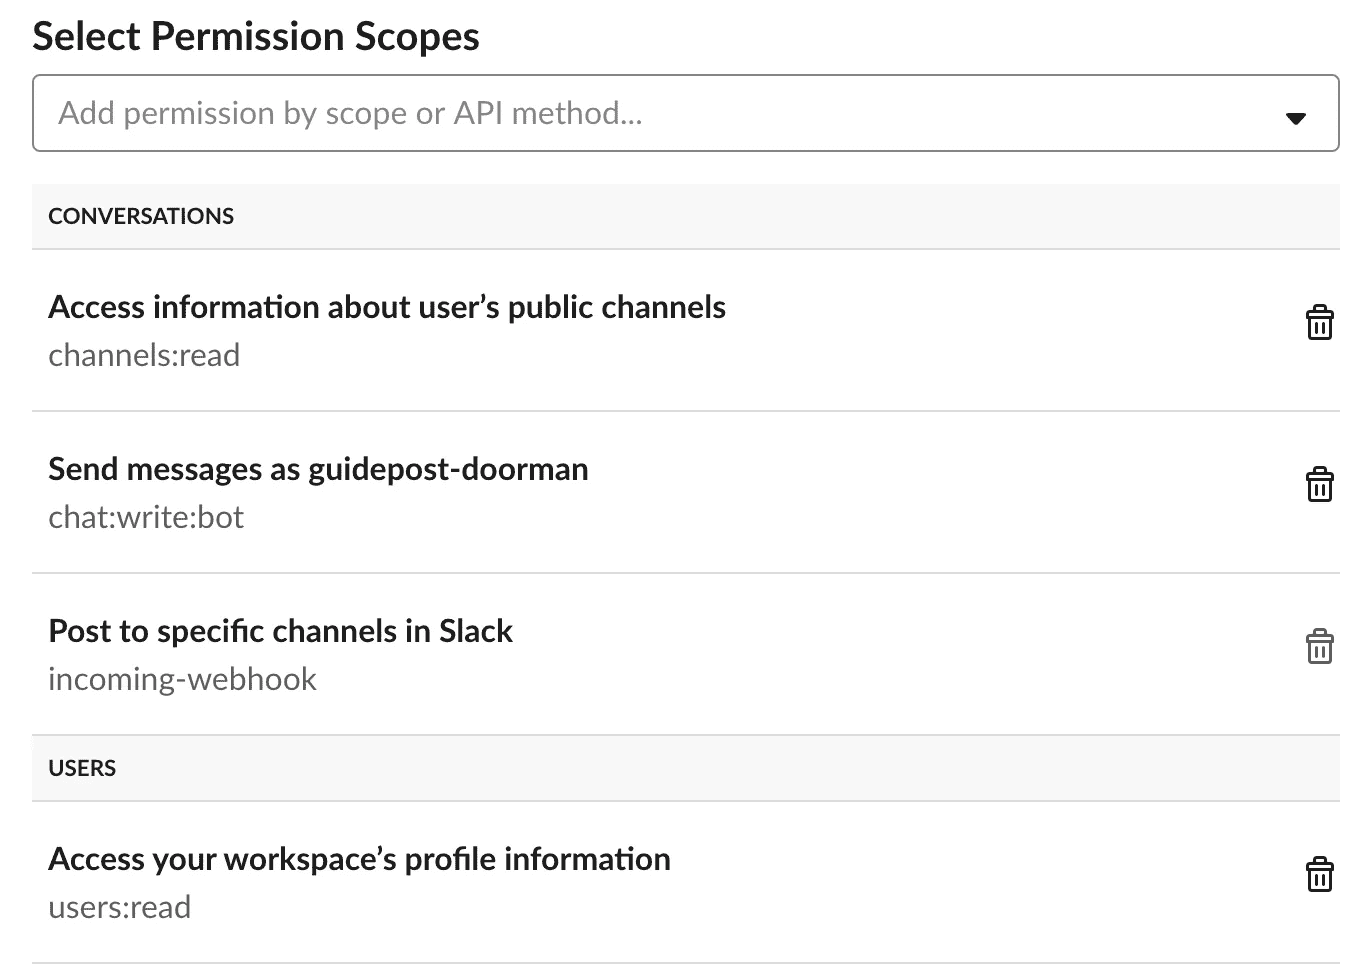 Select Permission Scopes
Add permission by scope or API method...
CONVERSATIONS
Access information about user’s public channels
channels:read
Send messages as guidepost-doorman
chat:write:bot
Post to specific channels in Slack
incoming-webhook
USERS
Access your workspace’s profile information
users:read